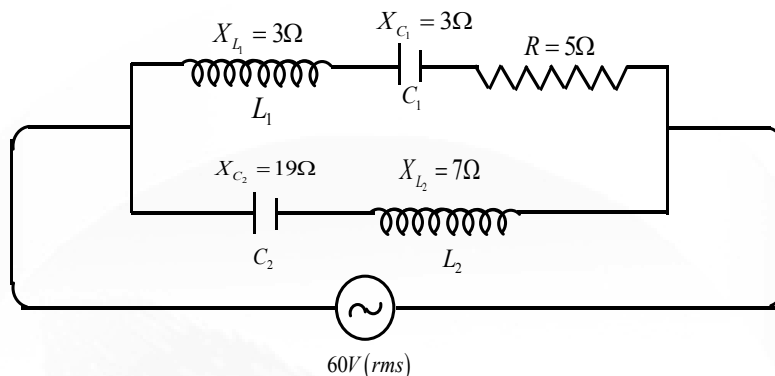 X_{L_1} = 3Ω
X_{C_1} = 3Ω
R = 5Ω
L_1
C_1
X_{C_2} = 19Ω
X_{L_2} = 7Ω
C_2
L_2
60V(rms)